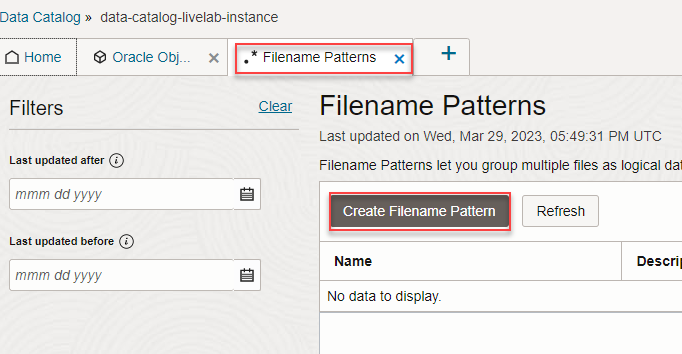 Data Catalog » data-catalog-livelab-instance
Home
Oracle Obj...
Filename Patterns
Filters
Clear
Last updated after
mmm dd yyyy
Last updated before
mmm dd yyyy
Filename Patterns
Last updated on Wed, Mar 29, 2023, 05:49:31 PM UTC
Filename Patterns let you group multiple files as logical dat
Create Filename Pattern
Refresh
Name
Descrip
No data to display.